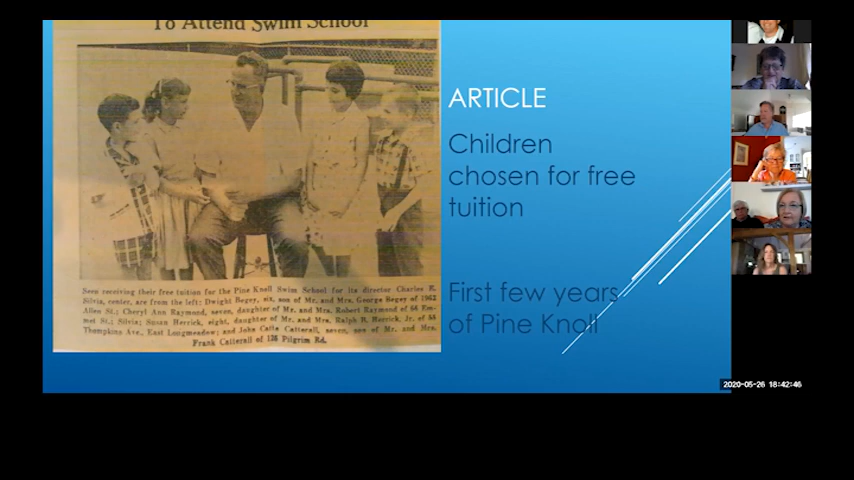 To Attend Swim School
Seen receiving their free tuition for the Pine Knoll Swim School for its director Charles E.
Silvia, center, are from the left: Dwight Begey, six, son of Mr. and Mrs. George Begey of 1962
Allen St.; Cheryl Ann Raymond, seven, daughter of Mr. and Mrs. Robert Raymond of 64 Em-
met St.; Silvia; Susan Herrick, eight, daughter of Mr. and Mrs. Ralph B. Herrick, Jr. of 55
Thompkins Ave., East Longmeadow; and John Catterall, seven, son of Mr. and Mrs.
Frank Catterall of 138 Pilgrim Rd.
ARTICLE
Children
chosen for free
tuition
First few years
of Pine Knoll
2020-05-26 18:42:46